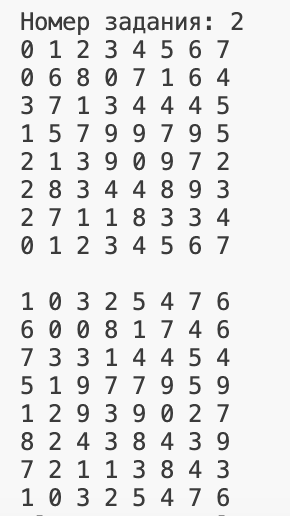 Номер задания: 2
0 1 2 3 4 5 6 7
0 6 8 0 7 1 6 4
3 7 1 3 4 4 4 5
1 5 7 9 9 7 9 5
2 1 3 9 0 9 7 2
2 8 3 4 4 8 9 3
2 7 1 1 8 3 3 4
0 1 2 3 4 5 6 7
1 0 3 2 5 4 7 6
6 0 0 8 1 7 4 6
7 3 3 1 4 4 5 4
5 1 9 7 7 9 5 9
1 2 9 3 9 0 2 7
8 2 4 3 8 4 3 9
7 2 1 1 3 8 4 3
1 0 3 2 5 4 7 6